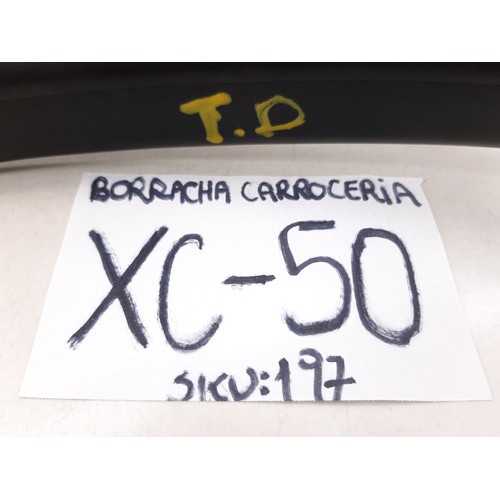 T.D
BORRACHA CARROCERiA
XC-50
SKU:197